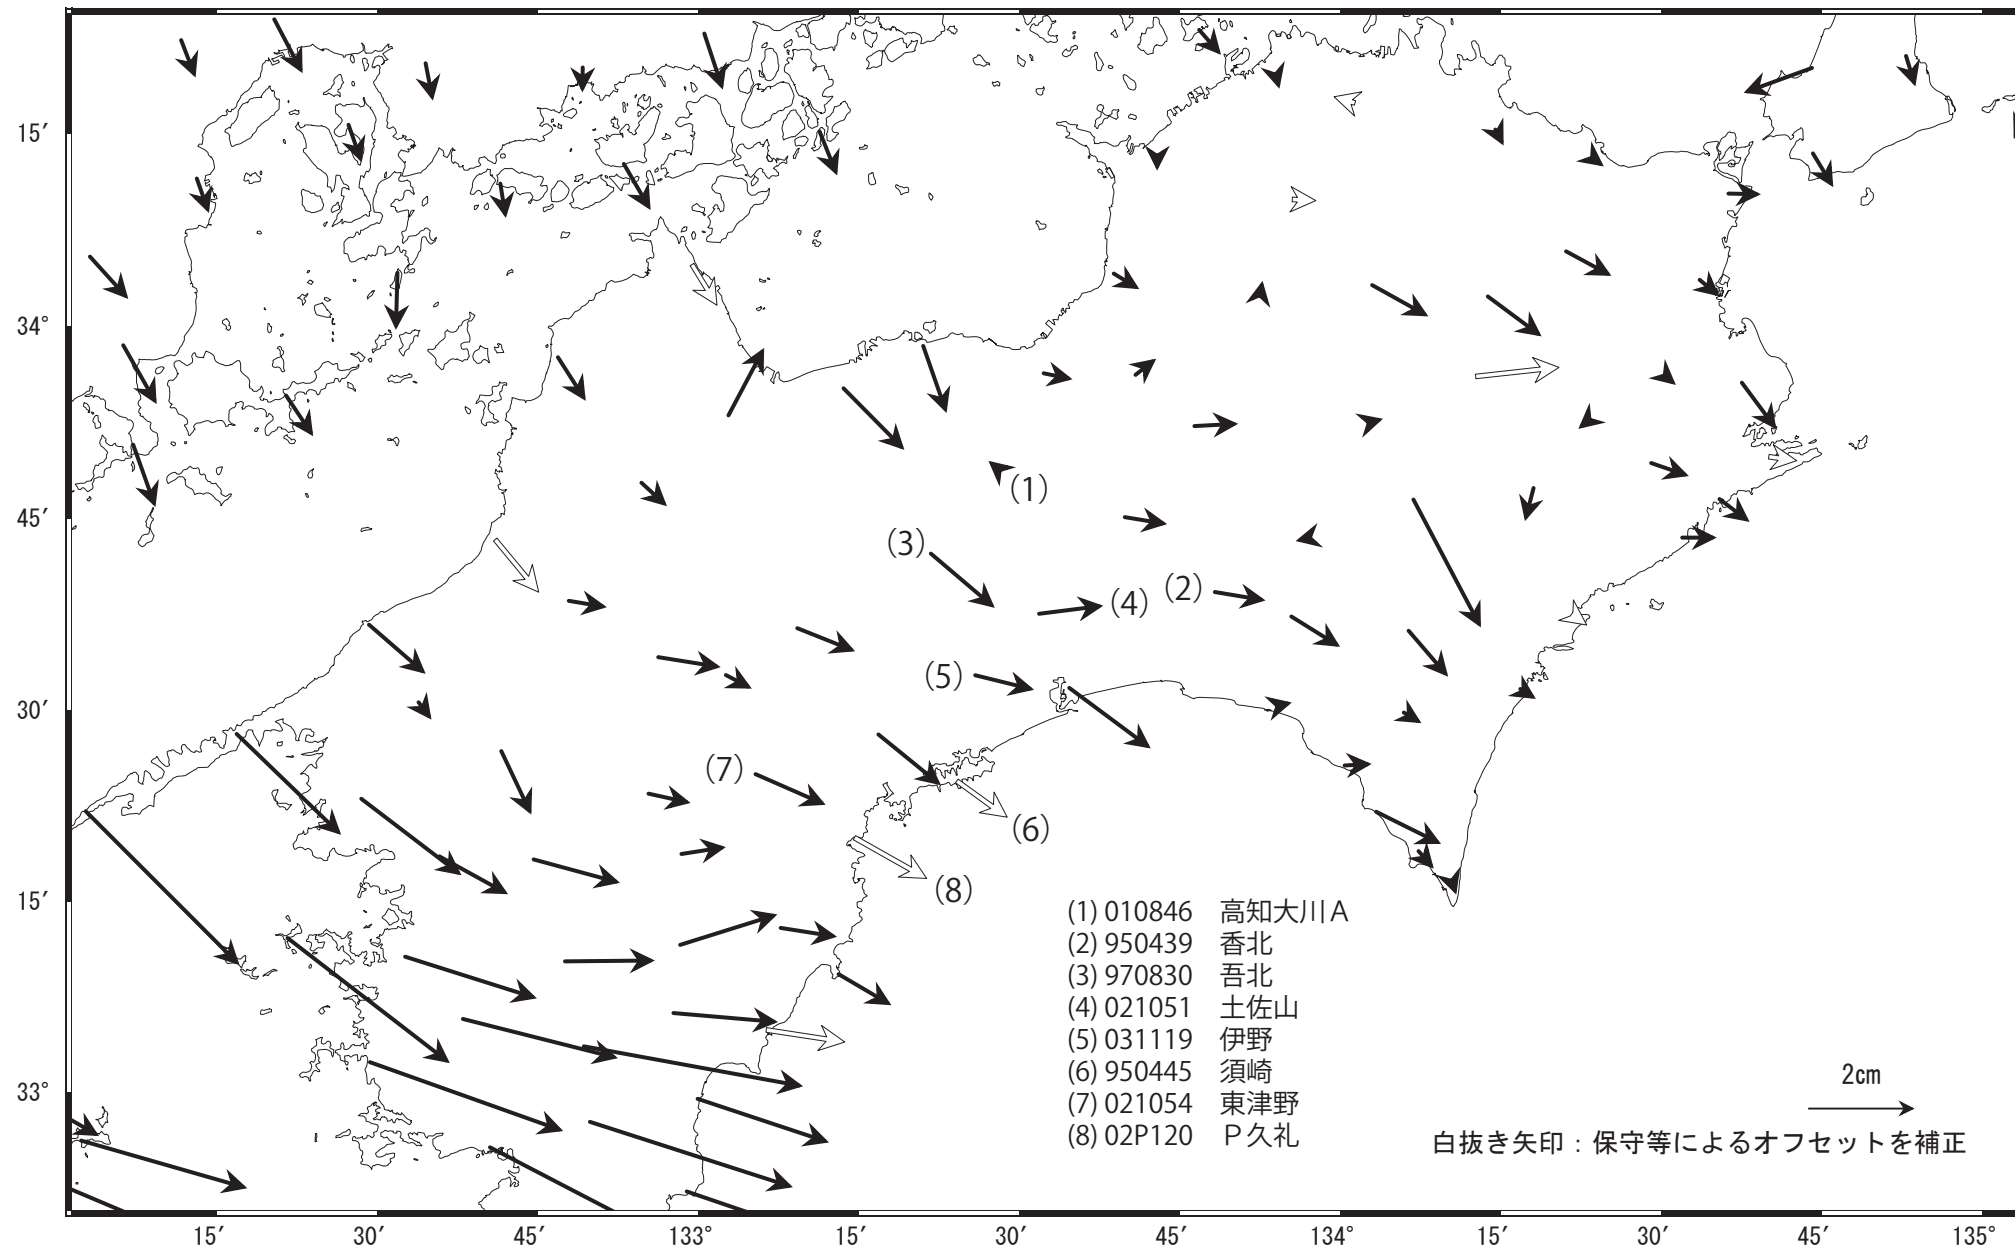 15′
34°
45′
30′
15′
33°
(1)
(3)
(4)
(2)
(5)
(7)
(6)
(8)
(1) 010846 高知大川Ａ
(2) 950439 香北
(3) 970830 吾北
(4) 021051 土佐山
(5) 031119 伊野
(6) 950445 須崎
(7) 021054 東津野
(8) 02P120 Ｐ久礼
2㎝
白抜き矢印：保守等によるオフセットを補正
15′ 30′ 45′ 133° 15′ 30′ 45′ 134° 15′ 30′ 45′ 135°